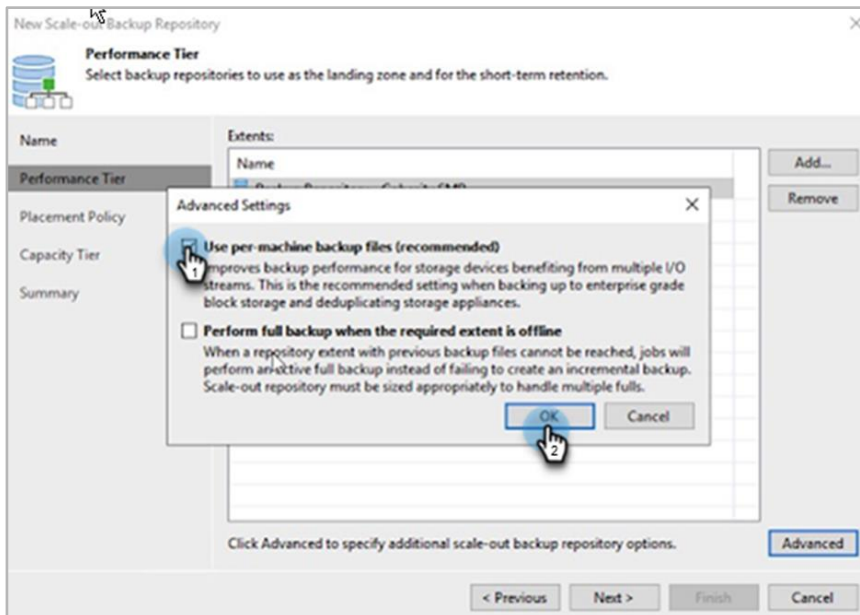 New Scale-out Backup Repository
Performance Tier
Select backup repositories to use as the landing zone and for the short-term retention.
Name
Performance Tier
Placement Policy
Capacity Tier
Summary
Extents:
Name
Add...
Remove
Advanced Settings
Use per-machine backup files (recommended)
Improves backup performance for storage devices benefiting from multiple I/O
streams. This is the recommended setting when backing up to enterprise grade
block storage and deduplicating storage appliances.
1
Perform full backup when the required extent is offline
When a repository extent with previous backup files cannot be reached, jobs will
perform an active full backup instead of failing to create an incremental backup.
Scale-out repository must be sized appropriately to handle multiple fulls.
OK
Cancel
2
Click Advanced to specify additional scale-out backup repository options.
Advanced
< Previous
Next >
Finish
Cancel